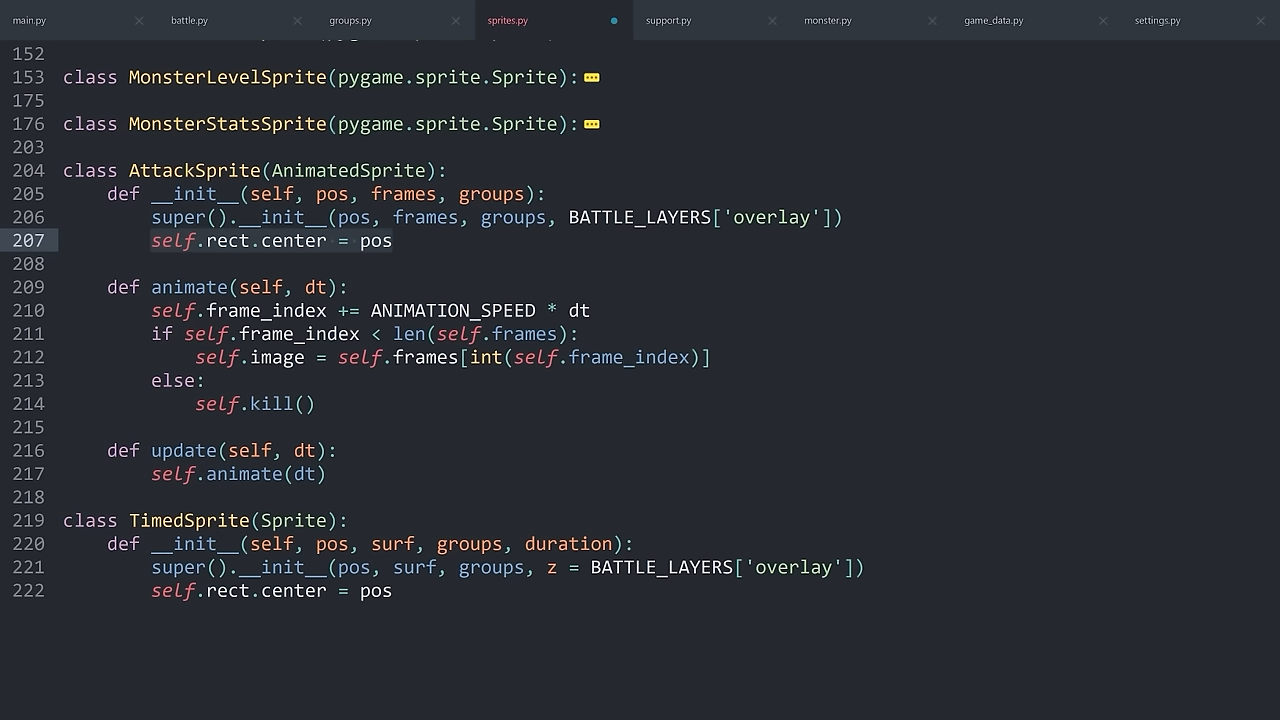 main.py battle.py groups.py sprites.py support.py monster.py game_data.py settings.py
152
153 class MonsterLevelSprite(pygame.sprite.Sprite):
175
176 class MonsterStatsSprite(pygame.sprite.Sprite):
203
204 class AttackSprite(AnimatedSprite):
205     def __init__(self, pos, frames, groups):
206         super().__init__(pos, frames, groups, BATTLE_LAYERS['overlay'])
207         self.rect.center = pos
208
209     def animate(self, dt):
210         self.frame_index += ANIMATION_SPEED * dt
211         if self.frame_index < len(self.frames):
212             self.image = self.frames[int(self.frame_index)]
213         else:
214             self.kill()
215
216     def update(self, dt):
217         self.animate(dt)
218
219 class TimedSprite(Sprite):
220     def __init__(self, pos, surf, groups, duration):
221         super().__init__(pos, surf, groups, z = BATTLE_LAYERS['overlay'])
222         self.rect.center = pos